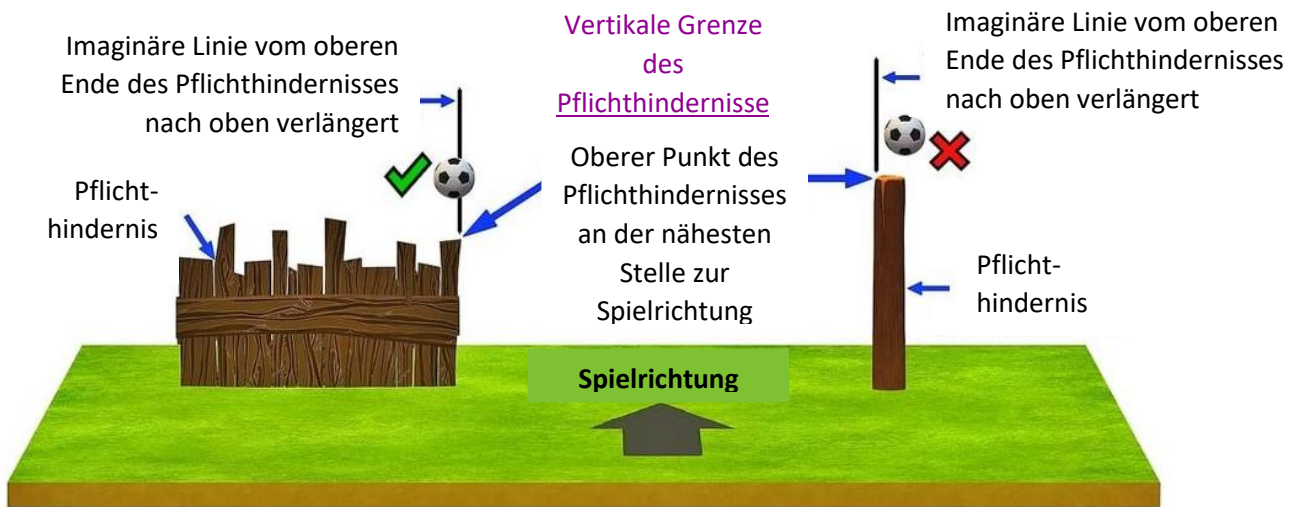 Imaginäre Linie vom oberen
Ende des Pflichthindernisses
nach oben verlängert
Pflicht-
hindernis
Vertikale Grenze
des
Pflichthindernisse
Oberer Punkt des
Pflichthindernisses
an der nähesten
Stelle zur
Spielrichtung
Spielrichtung
Imaginäre Linie vom oberen
Ende des Pflichthindernisses
nach oben verlängert
Pflicht-
hindernis